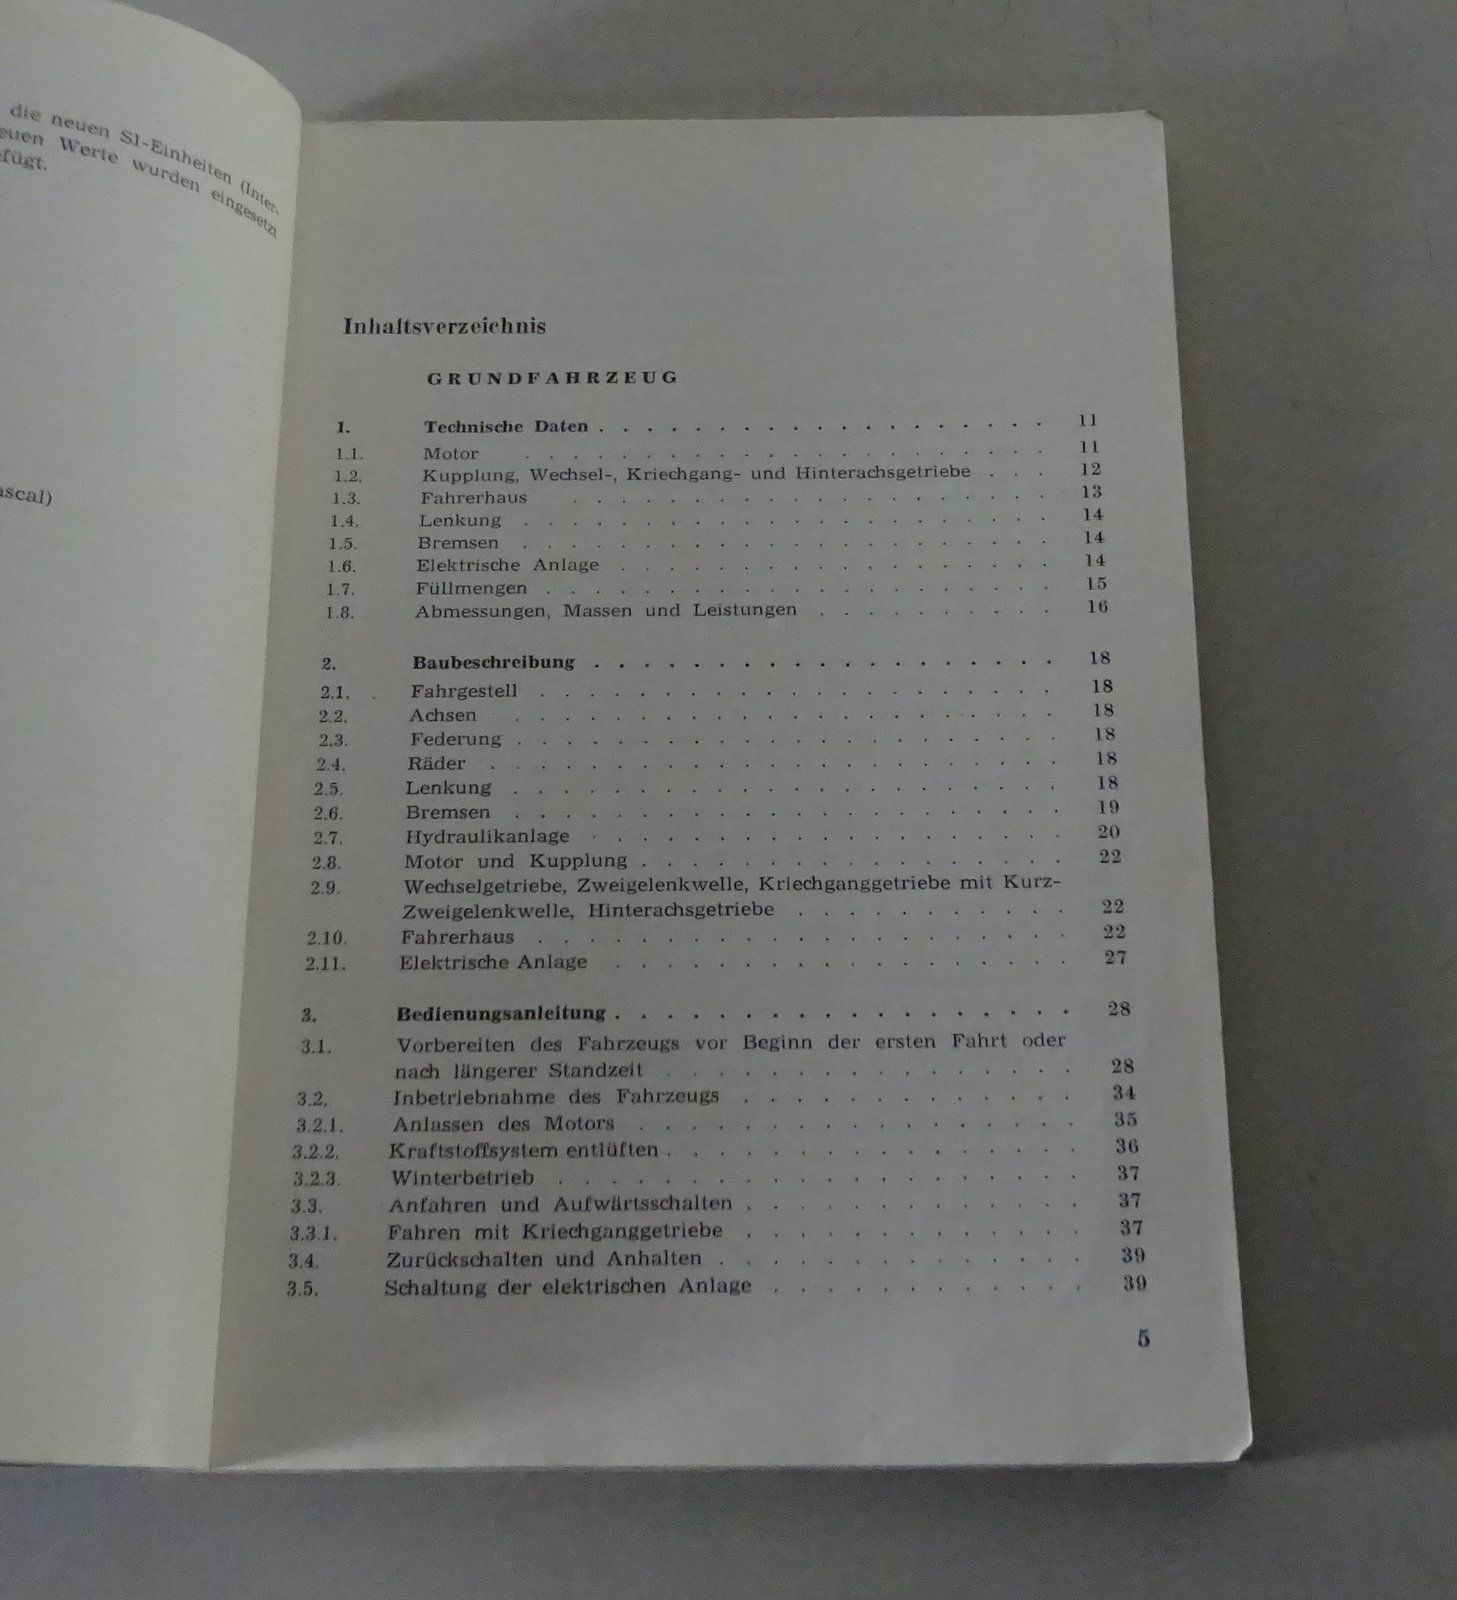 die neuen SI-Einheiten (Inter-
euen Werte wurden eingesetzt
fügt.
ascal)
Inhaltsverzeichnis
GRUNDFAHRZEUG
1. Technische Daten . . . . . . . . . . . . . . . . . . 11
1.1. Motor . . . . . . . . . . . . . . . . . . . . . 11
1.2. Kupplung, Wechsel-, Kriechgang- und Hinterachsgetriebe . . . 12
1.3. Fahrerhaus . . . . . . . . . . . . . . . . . . . . 13
1.4. Lenkung . . . . . . . . . . . . . . . . . . . . . 14
1.5. Bremsen . . . . . . . . . . . . . . . . . . . . . 14
1.6. Elektrische Anlage . . . . . . . . . . . . . . . . . . 14
1.7. Füllmengen . . . . . . . . . . . . . . . . . . . . . 15
1.8. Abmessungen, Massen und Leistungen . . . . . . . . . . 16
2. Baubeschreibung . . . . . . . . . . . . . . . . . . . 18
2.1. Fahrgestell . . . . . . . . . . . . . . . . . . . . . 18
2.2. Achsen . . . . . . . . . . . . . . . . . . . . . . 18
2.3. Federung . . . . . . . . . . . . . . . . . . . . . . 18
2.4. Räder . . . . . . . . . . . . . . . . . . . . . . . 18
2.5. Lenkung . . . . . . . . . . . . . . . . . . . . . . 18
2.6. Bremsen . . . . . . . . . . . . . . . . . . . . . . 19
2.7. Hydraulikanlage . . . . . . . . . . . . . . . . . . . 20
2.8. Motor und Kupplung . . . . . . . . . . . . . . . . . 22
2.9. Wechselgetriebe, Zweigelenkwelle, Kriechganggetriebe mit Kurz-
Zweigelenkwelle, Hinterachsgetriebe . . . . . . . . . . . 22
2.10. Fahrerhaus . . . . . . . . . . . . . . . . . . . . . 22
2.11. Elektrische Anlage . . . . . . . . . . . . . . . . . . 27
3. Bedienungsanleitung . . . . . . . . . . . . . . . . . . 28
3.1. Vorbereiten des Fahrzeugs vor Beginn der ersten Fahrt oder
nach längerer Standzeit . . . . . . . . . . . . . . . . 28
3.2. Inbetriebnahme des Fahrzeugs . . . . . . . . . . . . . 34
3.2.1. Anlassen des Motors . . . . . . . . . . . . . . . . . 35
3.2.2. Kraftstoffsystem entlüften . . . . . . . . . . . . . . . . 36
3.2.3. Winterbetrieb . . . . . . . . . . . . . . . . . . . . 37
3.3. Anfahren und Aufwärtsschalten . . . . . . . . . . . . . 37
3.3.1. Fahren mit Kriechganggetriebe . . . . . . . . . . . . . 37
3.4. Zurückschalten und Anhalten . . . . . . . . . . . . . . 39
3.5. Schaltung der elektrischen Anlage . . . . . . . . . . . . 39
5